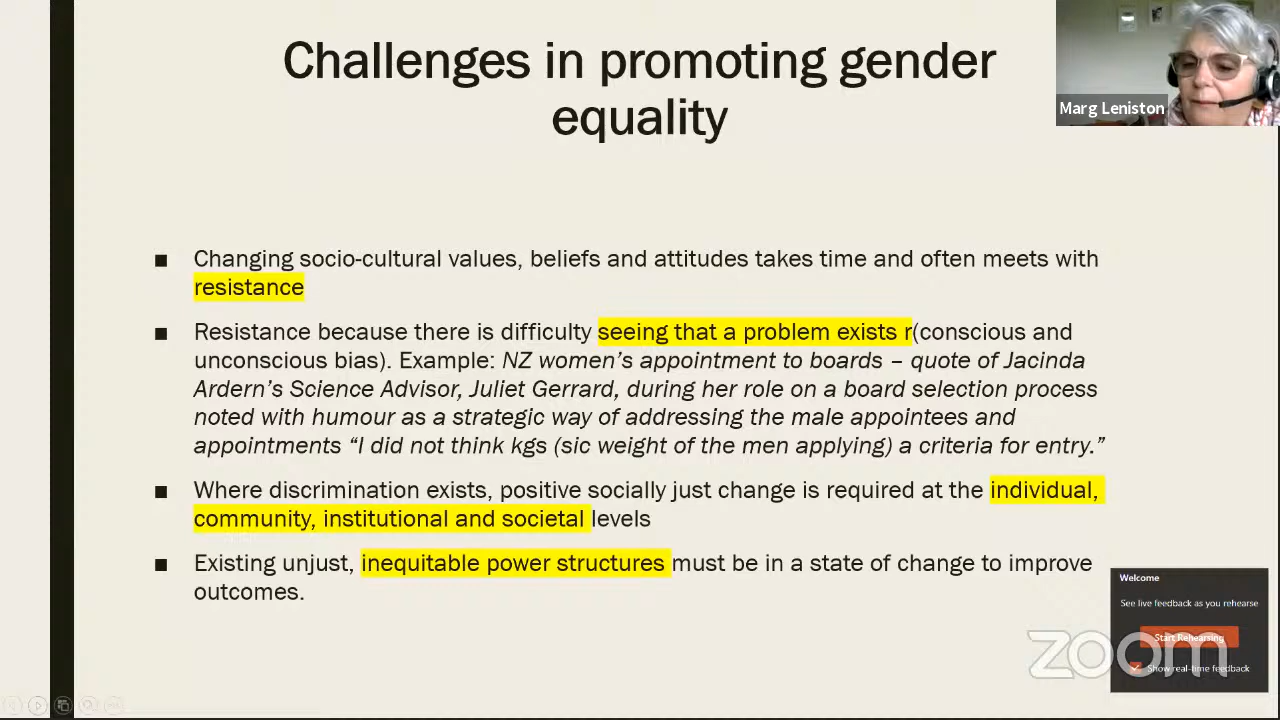 Challenges in promoting gender
equality
Marg Leniston
■ Changing socio-cultural values, beliefs and attitudes takes time and often meets with
resistance
■ Resistance because there is difficulty seeing that a problem exists r(conscious and
unconscious bias). Example: NZ women's appointment to boards – quote of Jacinda
Ardern's Science Advisor, Juliet Gerrard, during her role on a board selection process
noted with humour as a strategic way of addressing the male appointees and
appointments “I did not think kgs (sic weight of the men applying) a criteria for entry.”
■ Where discrimination exists, positive socially just change is required at the individual,
community, institutional and societal levels
■ Existing unjust, inequitable power structures must be in a state of change to improve
outcomes.
Welcome
See live feedback as you rehearse
Start Rehearsing
Show real-time feedback
zoom